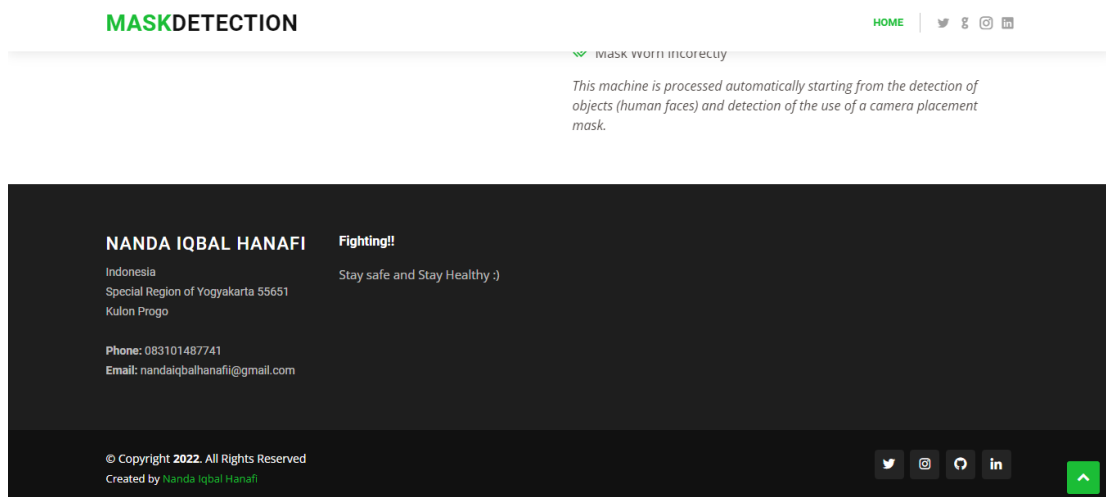 MASKDETECTION
HOME
Mask Worn Incorectly
This machine is processed automatically starting from the detection of
objects (human faces) and detection of the use of a camera placement
mask.
NANDA IQBAL HANAFI
Indonesia
Special Region of Yogyakarta 55651
Kulon Progo
Phone: 083101487741
Email: nandaiqbalhanafii@gmail.com
Fighting!!
Stay safe and Stay Healthy :)
© Copyright 2022. All Rights Reserved
Created by Nanda Iqbal Hanafi